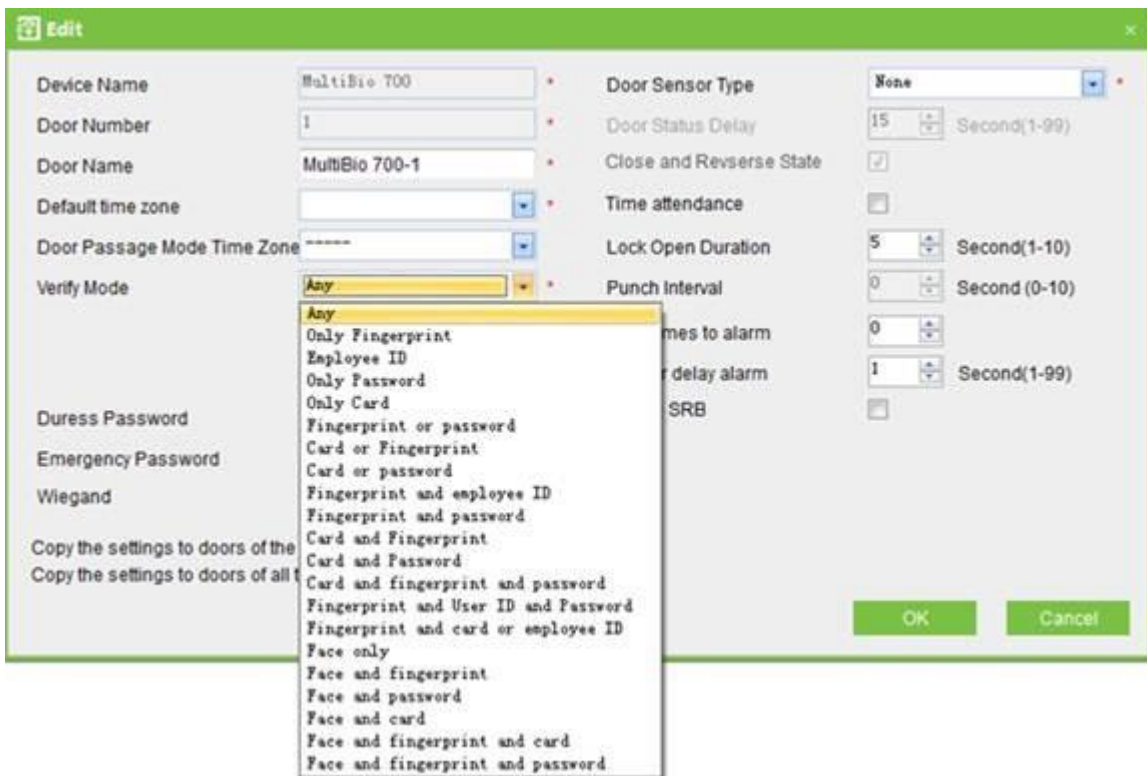 Edit
Device Name MultiBio 700 * Door Sensor Type None *
Door Number 1 * Door Status Delay 15 Second(1-99)
Door Name MultiBio 700-1 * Close and Revserse State
Default time zone * Time attendance
Door Passage Mode Time Zone ----- Lock Open Duration 5 Second(1-10)
Verify Mode Any * Punch Interval 0 Second (0-10)
Any
Only Fingerprint mes to alarm 0
Employee ID
Only Password delay alarm 1 Second(1-99)
Only Card SRB
Duress Password
Fingerprint or password
Card or Fingerprint
Emergency Password
Card or password
Fingerprint and employee ID
Wiegand
Fingerprint and password
Card and Fingerprint
Copy the settings to doors of the
Card and Password
Copy the settings to doors of all t
Card and fingerprint and password
Fingerprint and User ID and Password
Fingerprint and card or employee ID
OK Cancel
Face only
Face and fingerprint
Face and password
Face and card
Face and fingerprint and card
Face and fingerprint and password